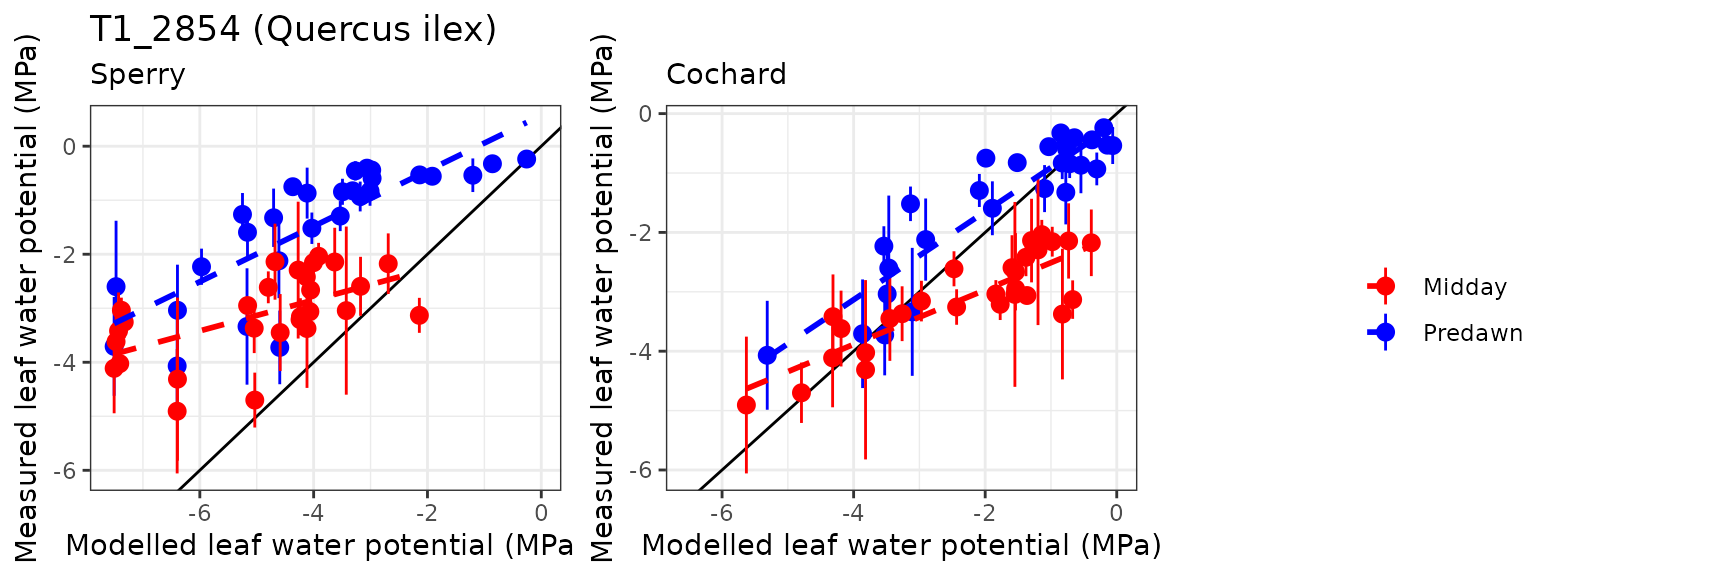 T1_2854 (Quercus ilex)
Sperry
Measured leaf water potential (MPa)
0
-2
-4
-6
-6
-4
-2
0
Modelled leaf water potential (MPa
Cochard
Measured leaf water potential (MPa)
0
-2
-4
-6
-6
-4
-2
0
Modelled leaf water potential (MPa)
Midday
Predawn